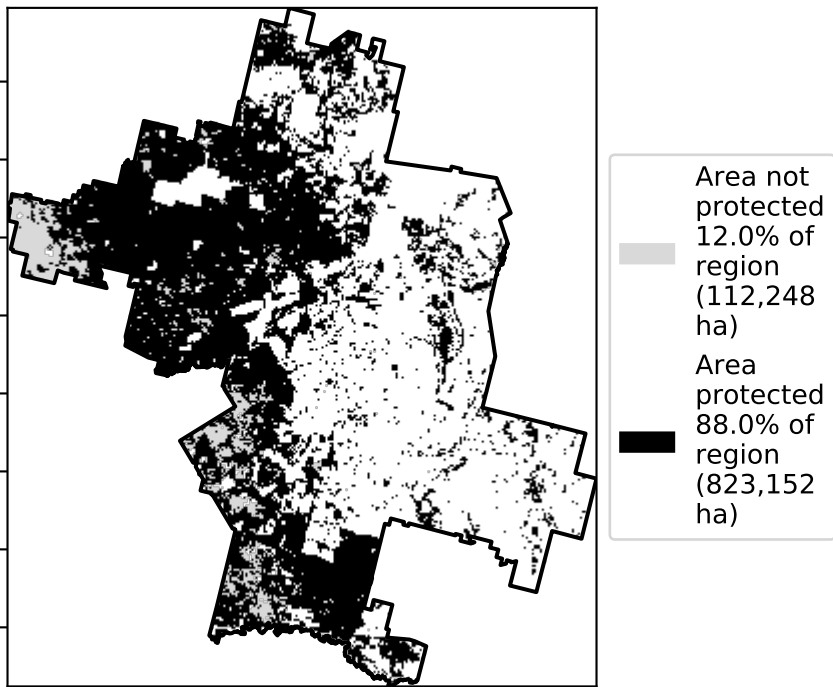 Area not
protected
12.0% of
region
(112,248
ha)
Area
protected
88.0% of
region
(823,152
ha)